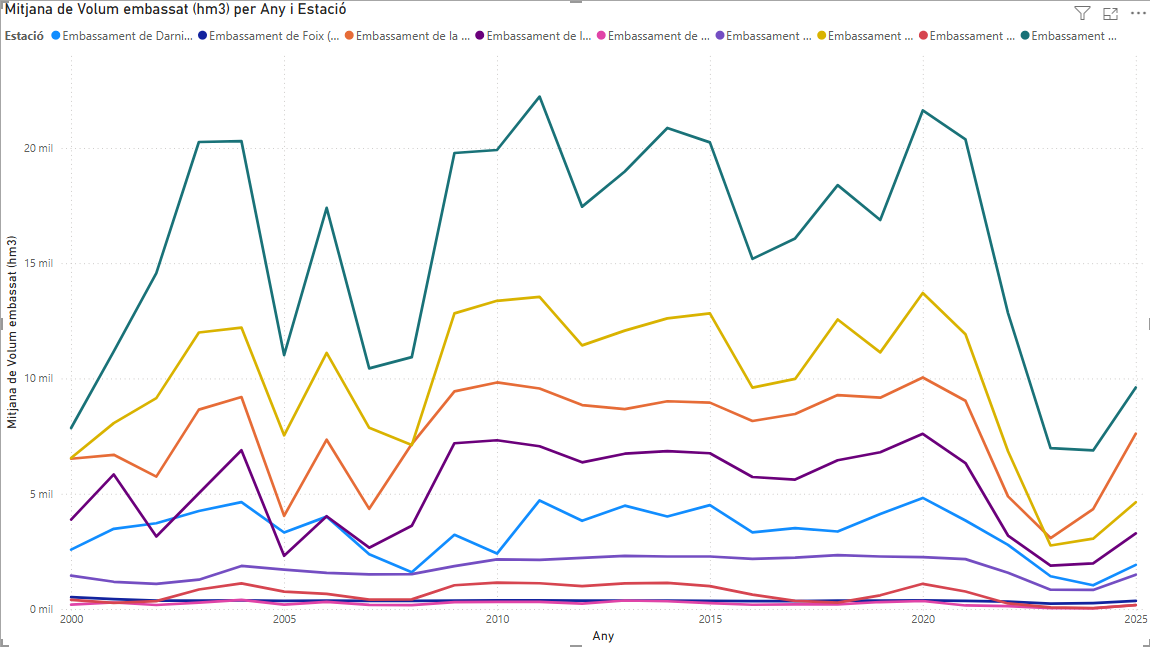 Mitjana de Volum embassat (hm3) per Any i Estació
Estació Embassament de Darni... Embassament de Foix (... Embassament de la ... Embassament de l... Embassament de ... Embassament ... Embassament ... Embassament ... Embassament ...
Mitjana de Volum embassat (hm3)
20 mil
15 mil
10 mil
5 mil
0 mil
2000 2005 2010 2015 2020 2025
Any